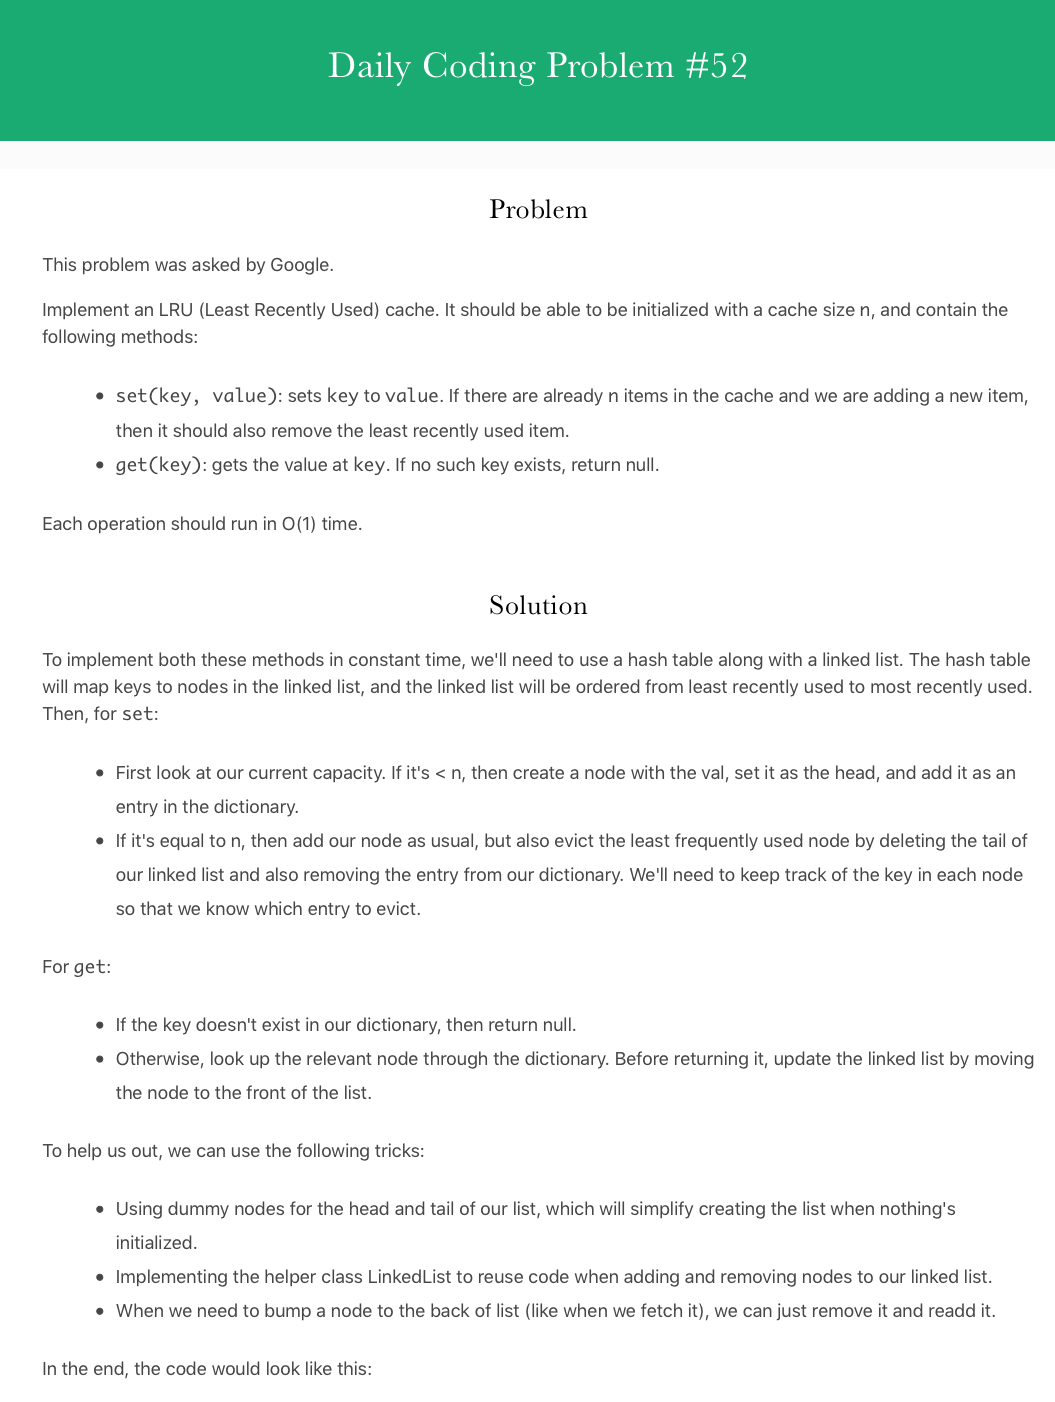 Daily Coding Problem #52
Problem
This problem was asked by Google.
Implement an LRU (Least Recently Used) cache. It should be able to be initialized with a cache size n, and contain the
following methods:
• set(key, value): sets key to value. If there are already n items in the cache and we are adding a new item,
then it should also remove the least recently used item.
• get(key): gets the value at key. If no such key exists, return null.
Each operation should run in O(1) time.
Solution
To implement both these methods in constant time, we'll need to use a hash table along with a linked list. The hash table
will map keys to nodes in the linked list, and the linked list will be ordered from least recently used to most recently used.
Then, for set:
• First look at our current capacity. If it's < n, then create a node with the val, set it as the head, and add it as an
entry in the dictionary.
• If it's equal to n, then add our node as usual, but also evict the least frequently used node by deleting the tail of
our linked list and also removing the entry from our dictionary. We'll need to keep track of the key in each node
so that we know which entry to evict.
For get:
• If the key doesn't exist in our dictionary, then return null.
• Otherwise, look up the relevant node through the dictionary. Before returning it, update the linked list by moving
the node to the front of the list.
To help us out, we can use the following tricks:
• Using dummy nodes for the head and tail of our list, which will simplify creating the list when nothing's
initialized.
• Implementing the helper class LinkedList to reuse code when adding and removing nodes to our linked list.
• When we need to bump a node to the back of list (like when we fetch it), we can just remove it and readd it.
In the end, the code would look like this: